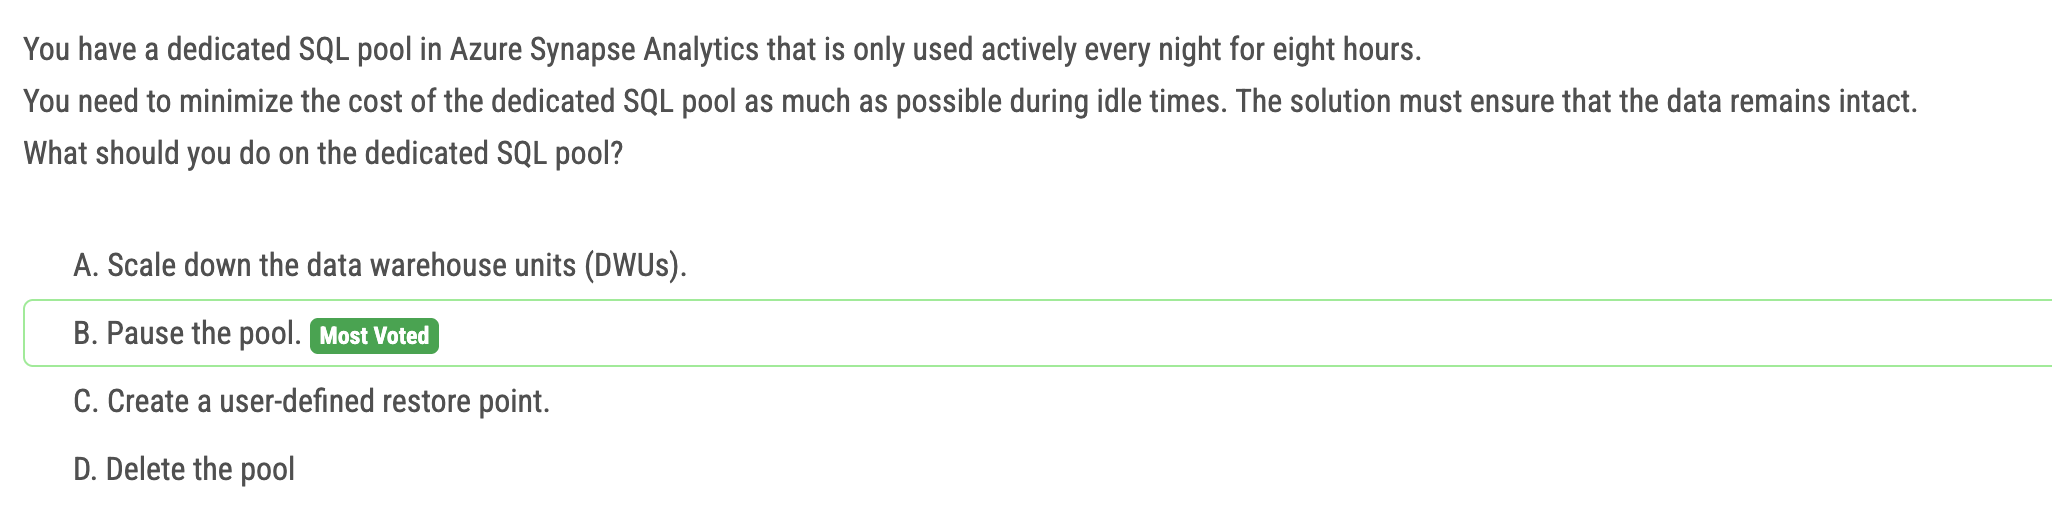 You have a dedicated SQL pool in Azure Synapse Analytics that is only used actively every night for eight hours.
You need to minimize the cost of the dedicated SQL pool as much as possible during idle times. The solution must ensure that the data remains intact.
What should you do on the dedicated SQL pool?
A. Scale down the data warehouse units (DWUs).
B. Pause the pool. Most Voted
C. Create a user-defined restore point.
D. Delete the pool